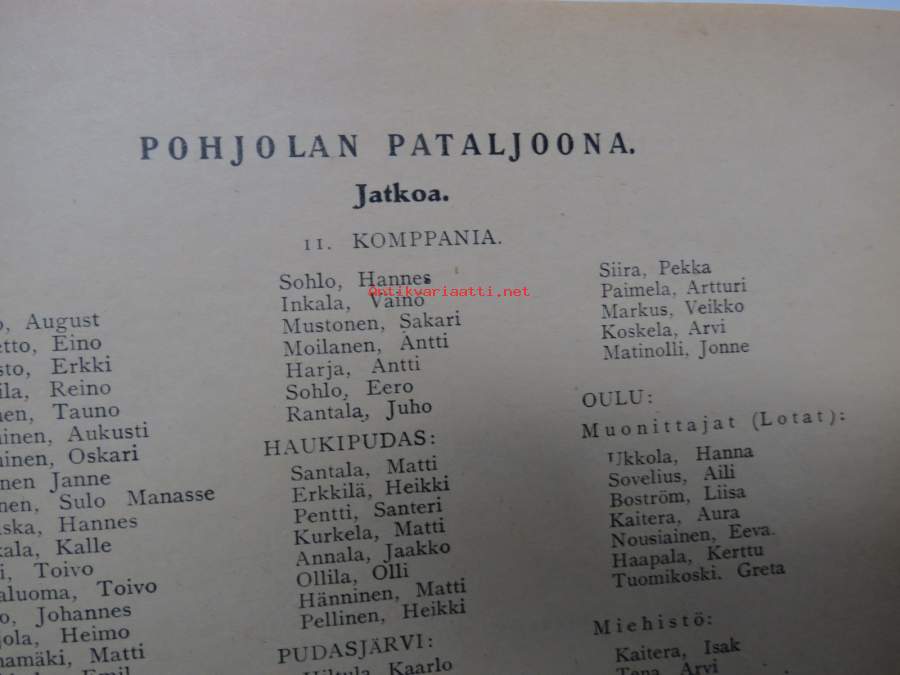 POHJOLAN PATALJOONA.
Jatkoa.
11. KOMPPANIA.
August
Eino
Erkki
Reino
Tauno
Aukusti
Oskari
Janne
Sulo Manasse
Hannes
Kalle
Toivo
Toivo
Johannes
Heimo
Matti
Sohlo, Hannes
Inkala, Väinö
Mustonen, Sakari
Moilanen, Antti
Harja, Antti
Sohlo, Eero
Rantala, Juho
HAUKIPUDAS:
Santala, Matti
Erkkilä, Heikki
Pentti, Santeri
Kurkela, Matti
Annala, Jaakko
Ollila, Olli
Hänninen, Matti
Pellinen, Heikki
PUDASJÄRVI:
Kaarlo
Siira, Pekka
Paimela, Artturi
Markus, Veikko
Koskela, Arvi
Matinolli, Jonne
OULU:
Muonittajat (Lotat):
Ukkola, Hanna
Sovelius, Aili
Boström, Liisa
Kaitera, Aura
Nousiainen, Eeva.
Haapala, Kerttu
Tuomikoski. Greta
Miehistö:
Kaitera, Isak
Arvi
Antikvariaatti.net